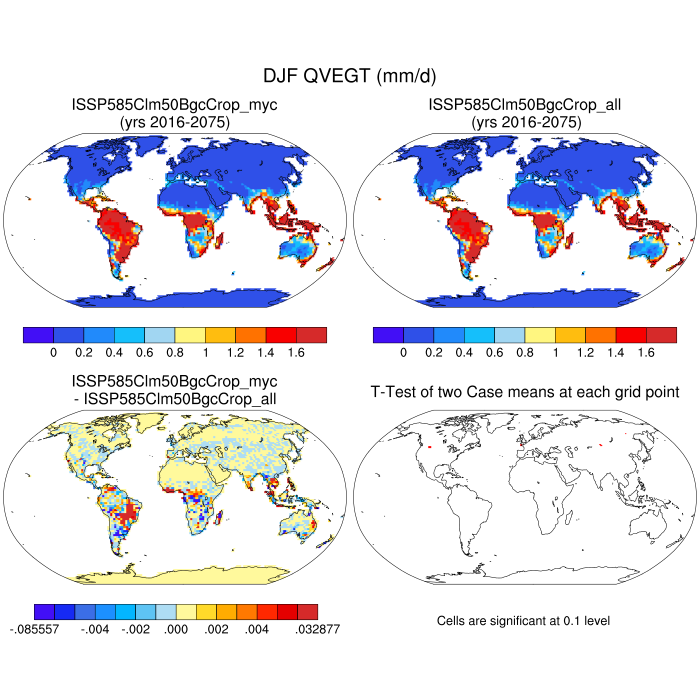 DJF QVEGT (mm/d)
ISSP585Clm50BgcCrop_myc
(yrs 2016-2075)
ISSP585Clm50BgcCrop_all
(yrs 2016-2075)
0 0.2 0.4 0.6 0.8 1 1.2 1.4 1.6
0 0.2 0.4 0.6 0.8 1 1.2 1.4 1.6
ISSP585Clm50BgcCrop_myc
- ISSP585Clm50BgcCrop_all
T-Test of two Case means at each grid point
-.085557 -.004 -.002 .000 .002 .004 .032877
Cells are significant at 0.1 level